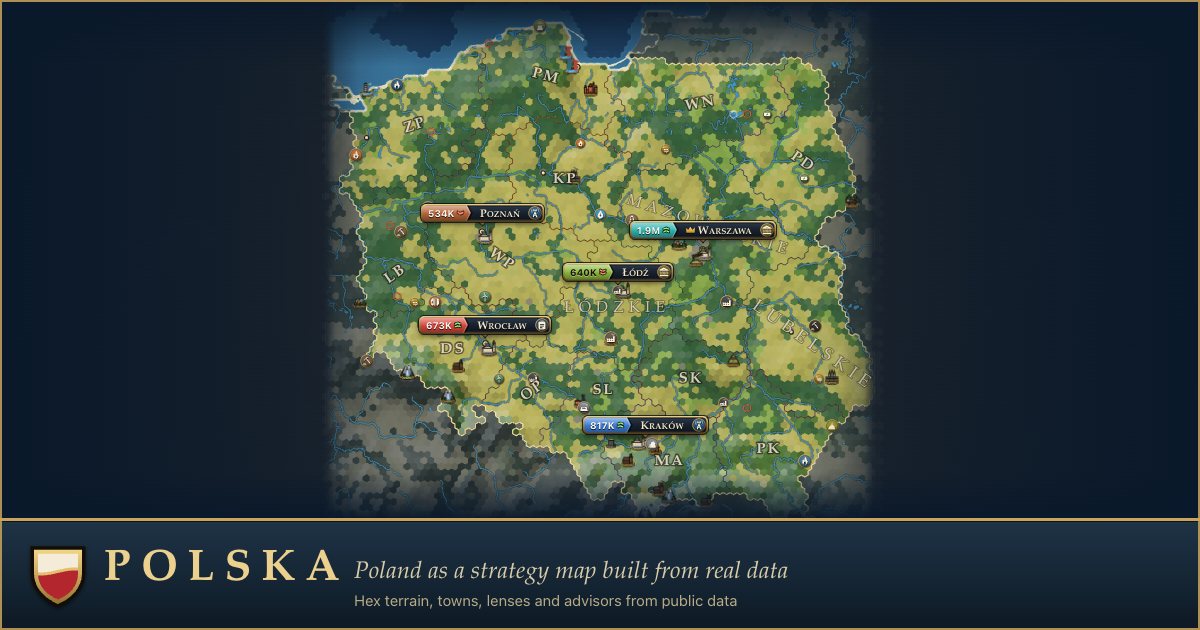 PM
WN
ZP
PD
KP
MAZOWIECKIE
534K POZNAŃ
1.9M WARSZAWA
WP
LB
640K ŁÓDŹ
ŁÓDZKIE
673K WROCŁAW
LUBELSKIE
DS
SK
OP
SL
817K KRAKÓW
PK
MA
POLSKA
Poland as a strategy map built from real data
Hex terrain, towns, lenses and advisors from public data